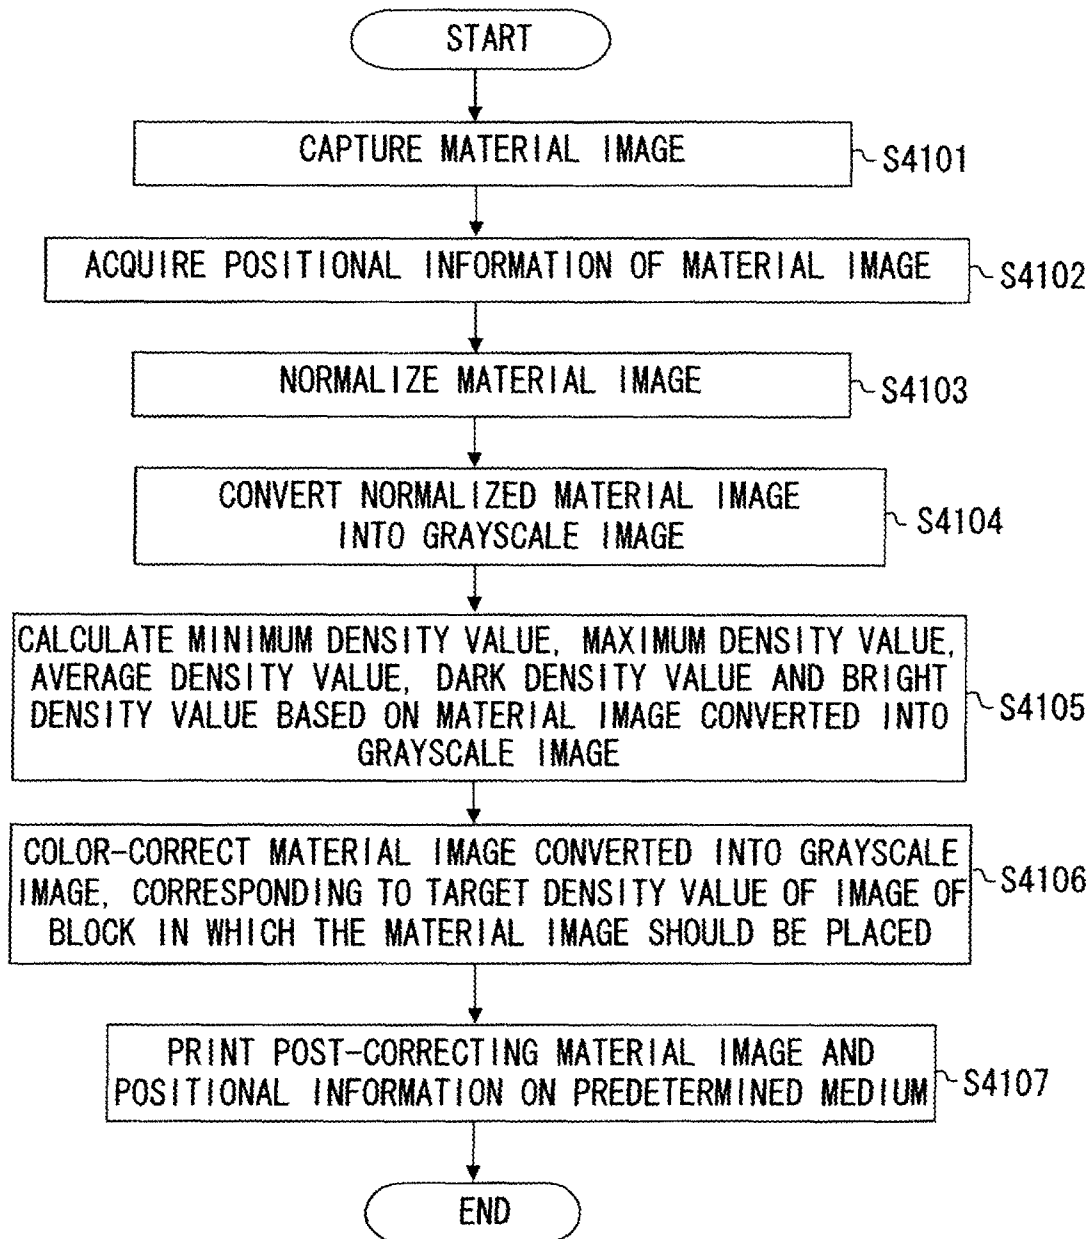 START
CAPTURE MATERIAL IMAGE
S4101
ACQUIRE POSITIONAL INFORMATION OF MATERIAL IMAGE
S4102
NORMALIZE MATERIAL IMAGE
S4103
CONVERT NORMALIZED MATERIAL IMAGE
INTO GRAYSCALE IMAGE
S4104
CALCULATE MINIMUM DENSITY VALUE, MAXIMUM DENSITY VALUE,
AVERAGE DENSITY VALUE, DARK DENSITY VALUE AND BRIGHT
DENSITY VALUE BASED ON MATERIAL IMAGE CONVERTED INTO
GRAYSCALE IMAGE
S4105
COLOR-CORRECT MATERIAL IMAGE CONVERTED INTO GRAYSCALE
IMAGE, CORRESPONDING TO TARGET DENSITY VALUE OF IMAGE OF
BLOCK IN WHICH THE MATERIAL IMAGE SHOULD BE PLACED
S4106
PRINT POST-CORRECTING MATERIAL IMAGE AND
POSITIONAL INFORMATION ON PREDETERMINED MEDIUM
S4107
END